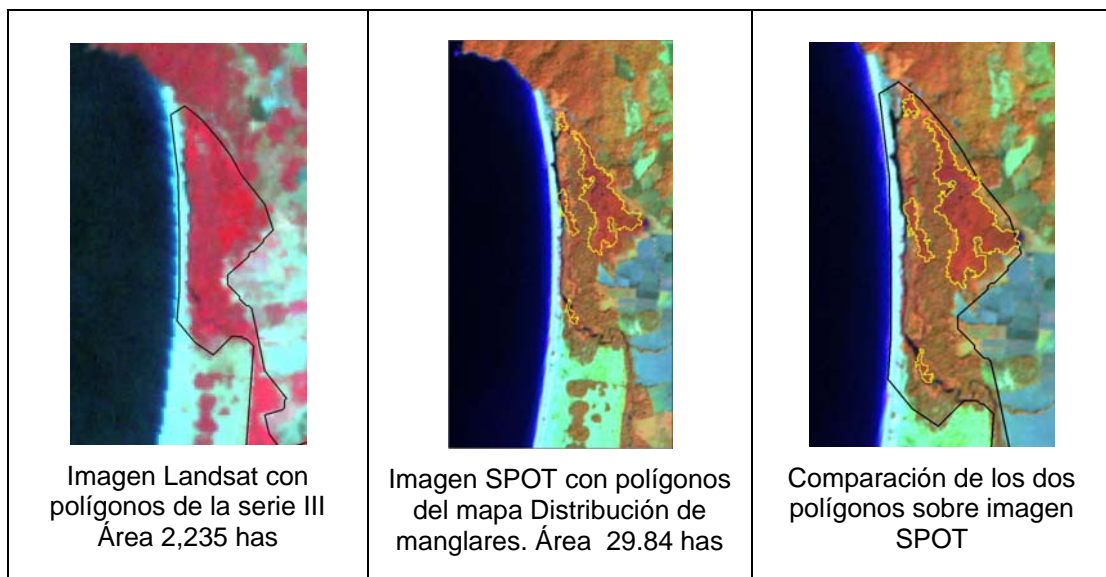 Imagen Landsat con
polígonos de la serie III
Área 2,235 has
Imagen SPOT con polígonos
del mapa Distribución de
manglares. Área 29.84 has
Comparación de los dos
polígonos sobre imagen
SPOT